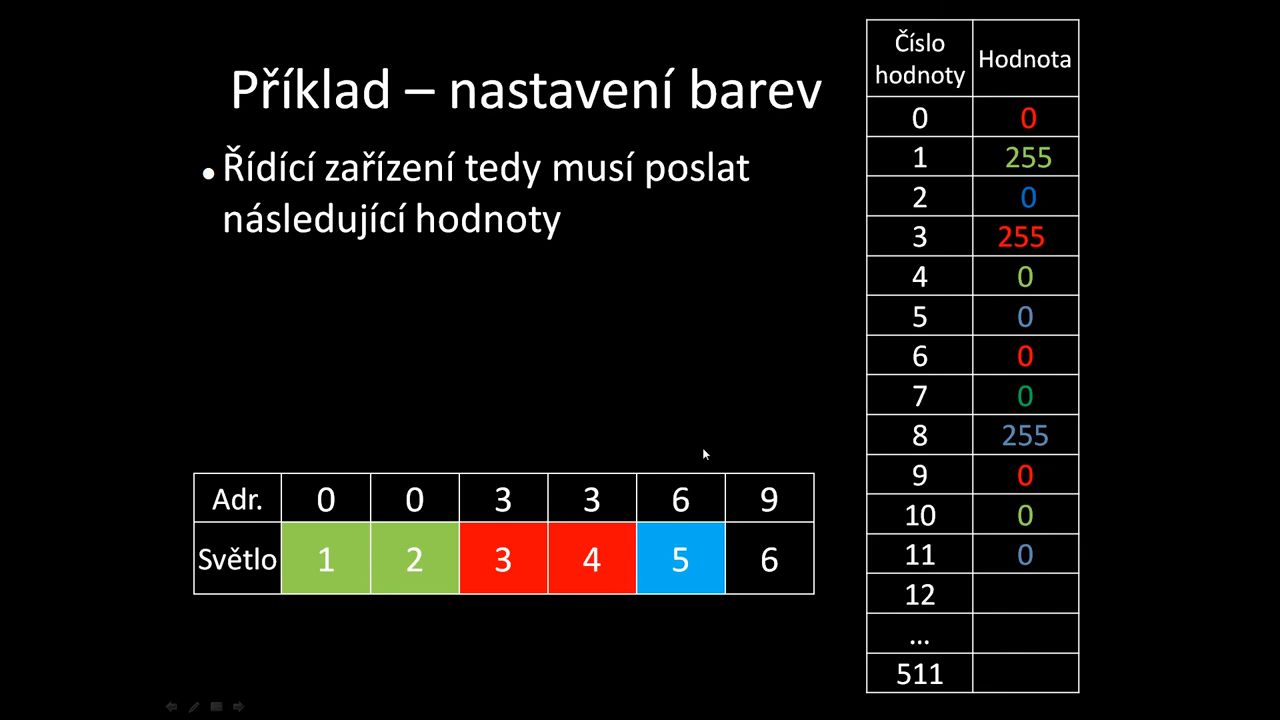 Příklad – nastavení barev
● Řídící zařízení tedy musí poslat
následující hodnoty
Adr. 0 0 3 3 6 9
Světlo 1 2 3 4 5 6
Číslo hodnoty Hodnota
0 0
1 255
2 0
3 255
4 0
5 0
6 0
7 0
8 255
9 0
10 0
11 0
12
...
511